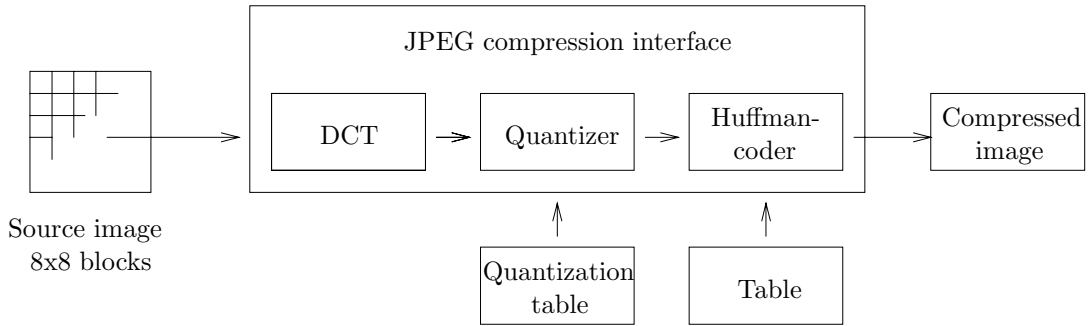 JPEG compression interface
DCT
Quantizer
Huffman-
coder
Compressed
image
Source image
8x8 blocks
Quantization
table
Table